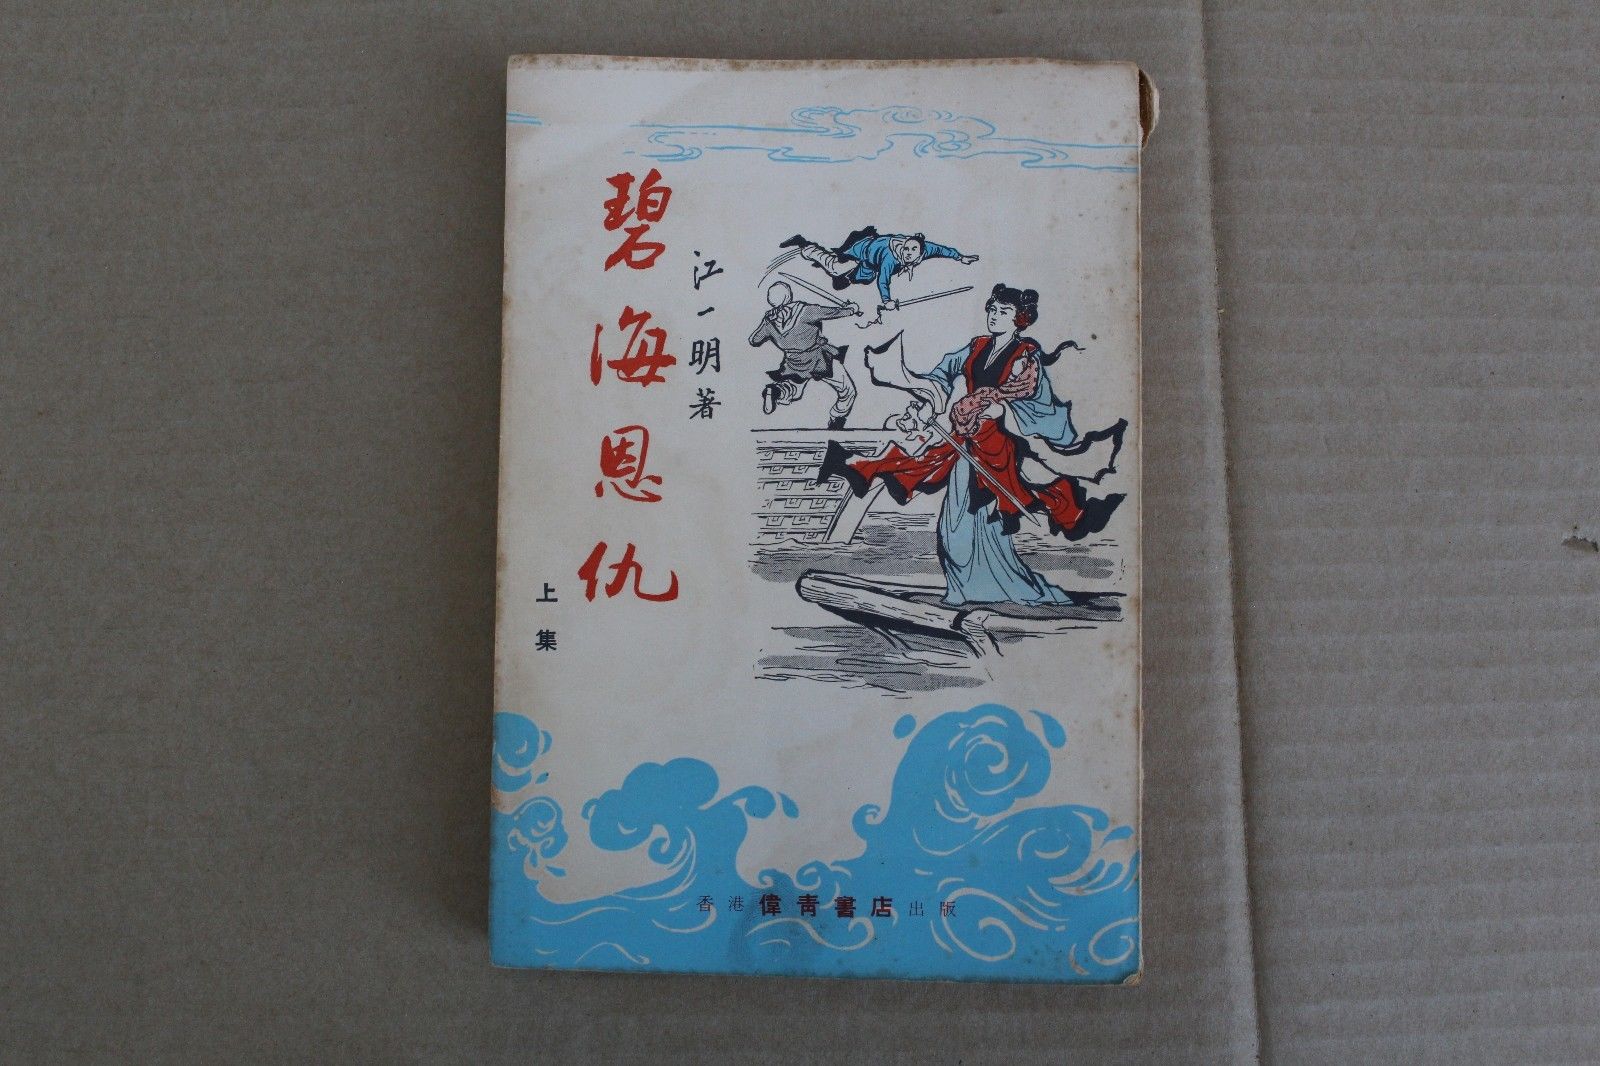 碧海恩仇
江一明著
上集
香港偉青書店出版